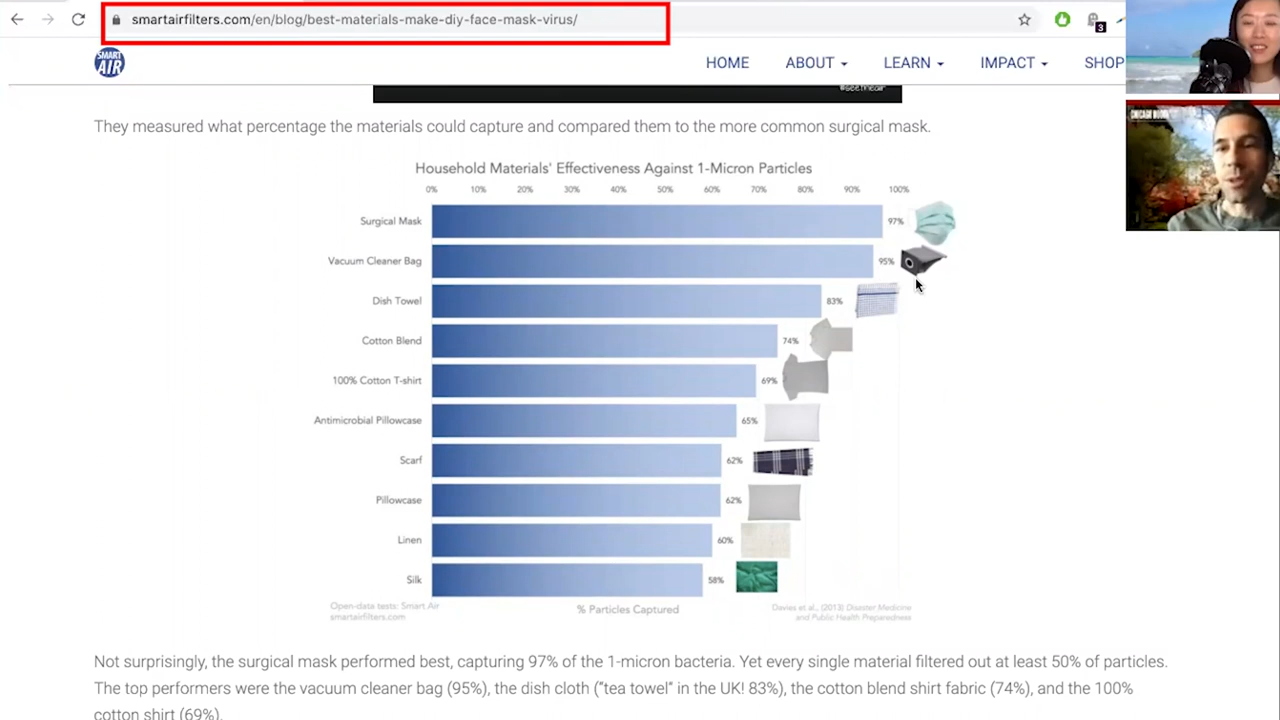 smartairfilters.com/en/blog/best-materials-make-diy-face-mask-virus/
3
SMART
AIR
HOME
ABOUT
LEARN
IMPACT
SHOP
#seetheair
They measured what percentage the materials could capture and compared them to the more common surgical mask.
Household Materials' Effectiveness Against 1-Micron Particles
0% 10% 20% 30% 40% 50% 60% 70% 80% 90% 100%
Surgical Mask 97%
Vacuum Cleaner Bag 95%
Dish Towel 83%
Cotton Blend 74%
100% Cotton T-shirt 69%
Antimicrobial Pillowcase 65%
Scarf 62%
Pillowcase 62%
Linen 60%
Silk 58%
Open-data tests: Smart Air
smartairfilters.com
% Particles Captured
Davies et al., (2013) Disaster Medicine
and Public Health Preparedness
Not surprisingly, the surgical mask performed best, capturing 97% of the 1-micron bacteria. Yet every single material filtered out at least 50% of particles.
The top performers were the vacuum cleaner bag (95%), the dish cloth (“tea towel“ in the UK! 83%), the cotton blend shirt fabric (74%), and the 100%
cotton shirt (69%).